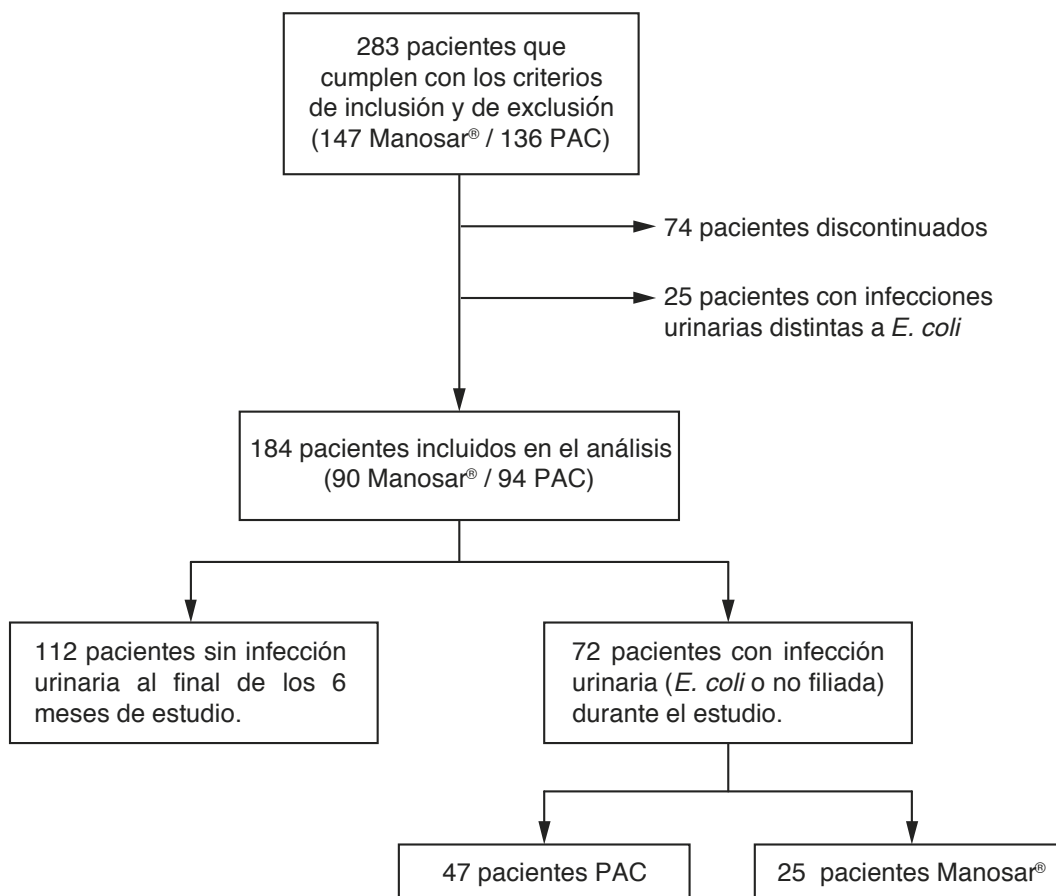 283 pacientes que
cumplen con los criterios
de inclusión y de exclusión
(147 Manosar® / 136 PAC)
74 pacientes discontinuados
25 pacientes con infecciones
urinarias distintas a E. coli
184 pacientes incluidos en el análisis
(90 Manosar® / 94 PAC)
112 pacientes sin infección
urinaria al final de los 6
meses de estudio.
72 pacientes con infección
urinaria (E. coli o no filiada)
durante el estudio.
47 pacientes PAC
25 pacientes Manosar®